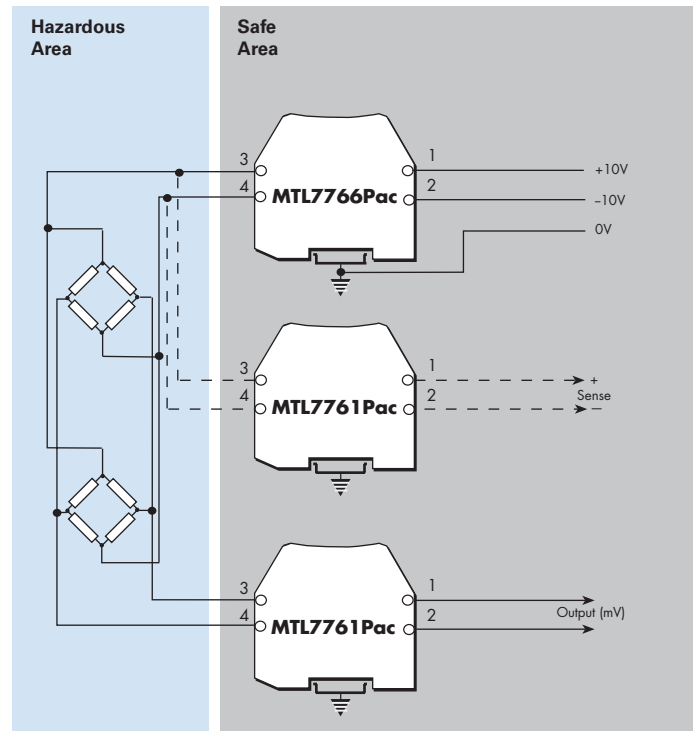 Hazardous
Area
Safe
Area
3
4
MTL7766Pac
1
2
+10V
–10V
0V
3
4
MTL7761Pac
1
2
+
Sense
–
3
4
MTL7761Pac
1
2
Output (mV)